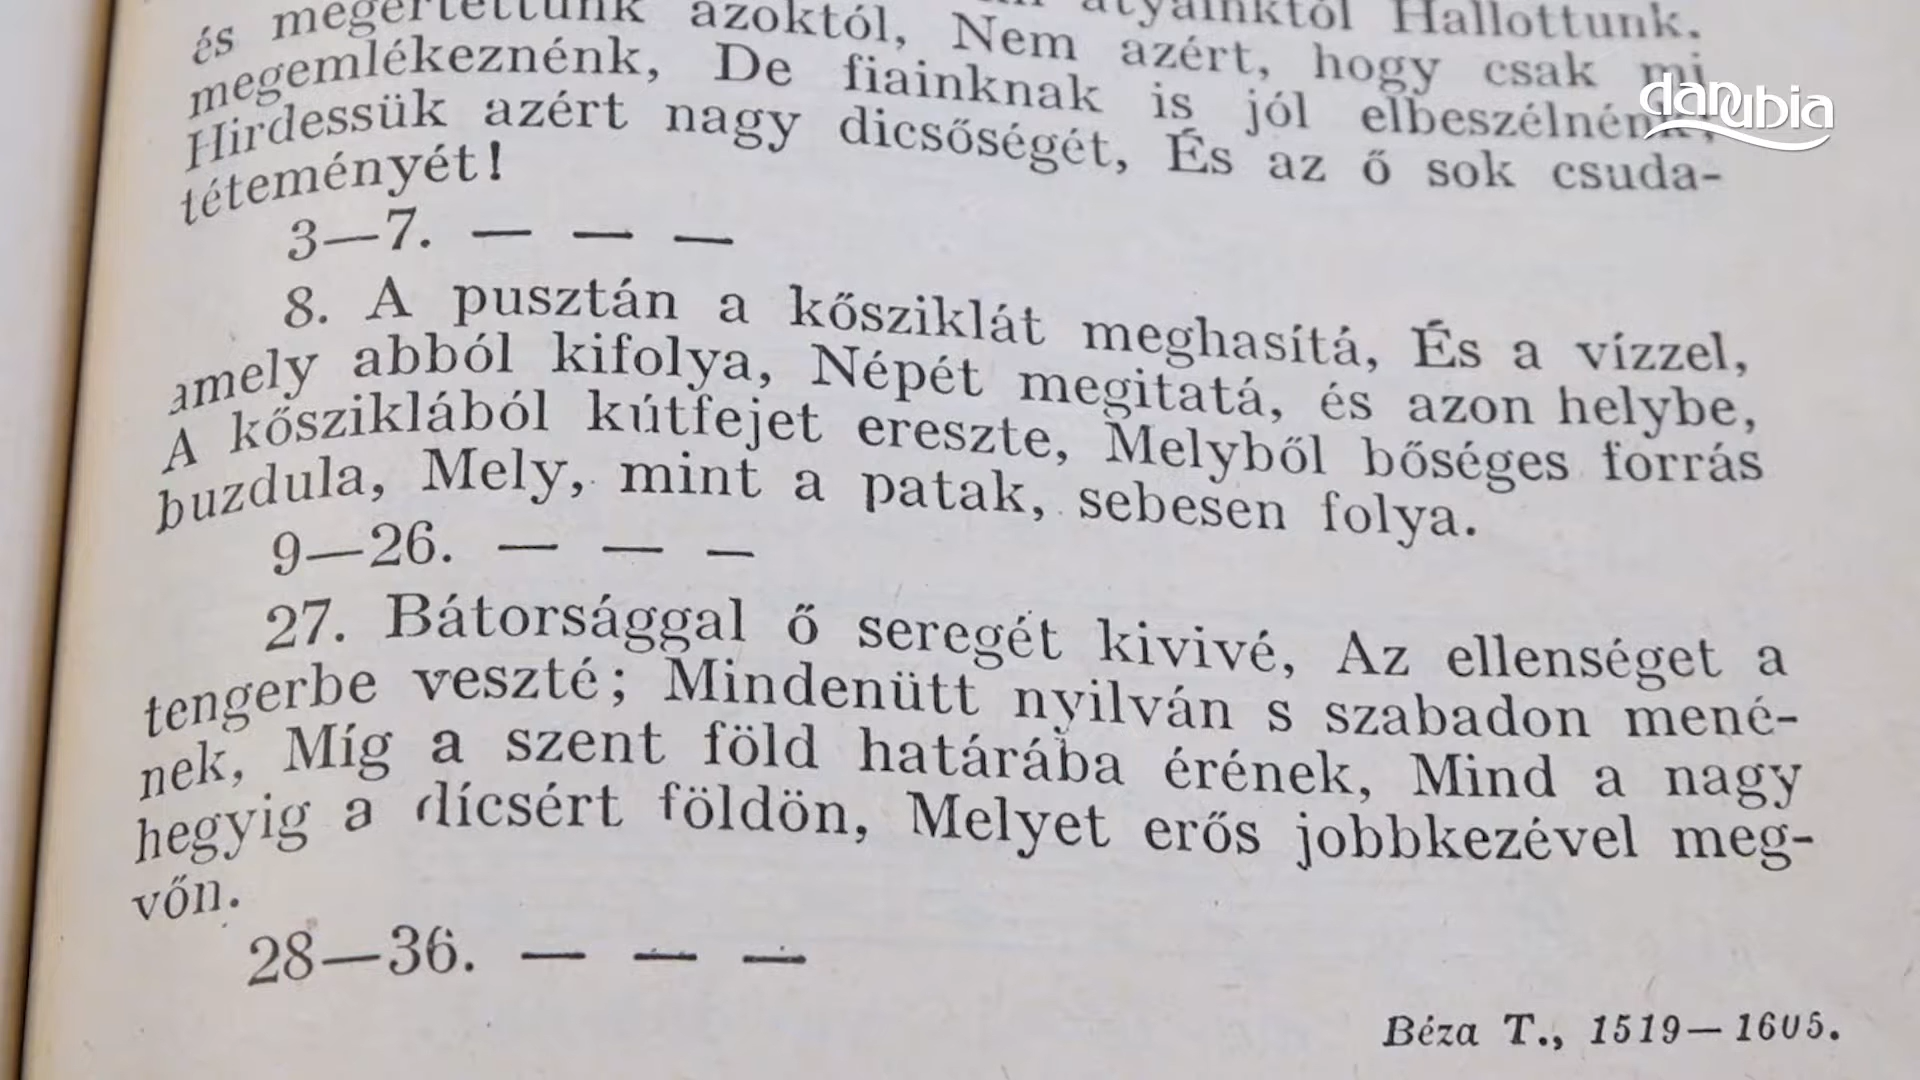 és megértettünk azoktól, Nem azért, hogy csak mi
atyáinktól Hallottunk.
megemlékeznénk, De fiainknak is jól elbeszélnénk!
Hirdessük azért nagy dicsőségét, És az ő sok csuda-
téteményét!
3—7. — — —
8. A pusztán a kősziklát meghasítá, És a vízzel,
amely abból kifolya, Népét megitatá, és azon helybe,
A kősziklából kútfejet ereszte, Melyből bőséges forrás
buzdula, Mely, mint a patak, sebesen folya.
9—26. — — —
27. Bátorsággal ő seregét kivivé, Az ellenséget a
tengerbe veszté; Mindenütt nyilván s szabadon mené-
nek, Míg a szent föld határába érének, Mind a nagy
hegyig a dícsért földön, Melyet erős jobbkezével meg-
vőn.
28—36. — — —
Béza T., 1519—1605.
danubia